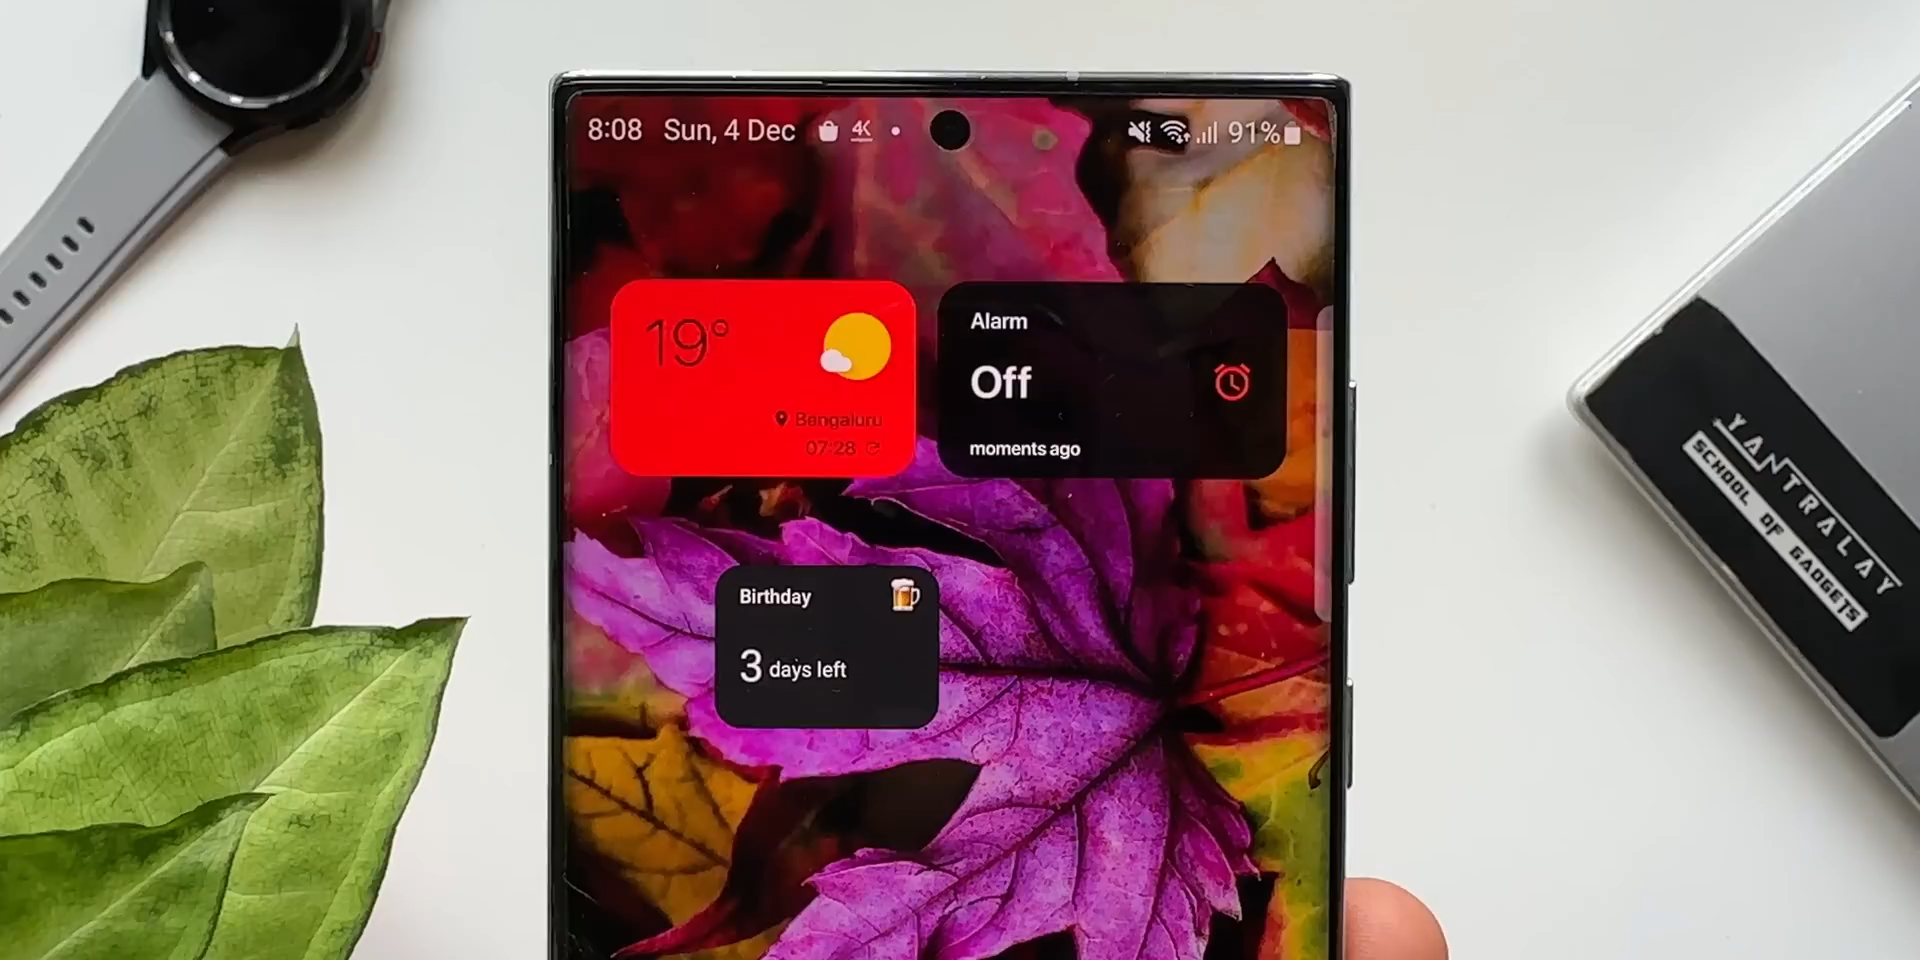 8:08 Sun, 4 Dec 4K 91%
19°
Bengaluru
07:28
Alarm
Off
moments ago
Birthday
3 days left
YANTRALAY
SCHOOL OF GADGETS